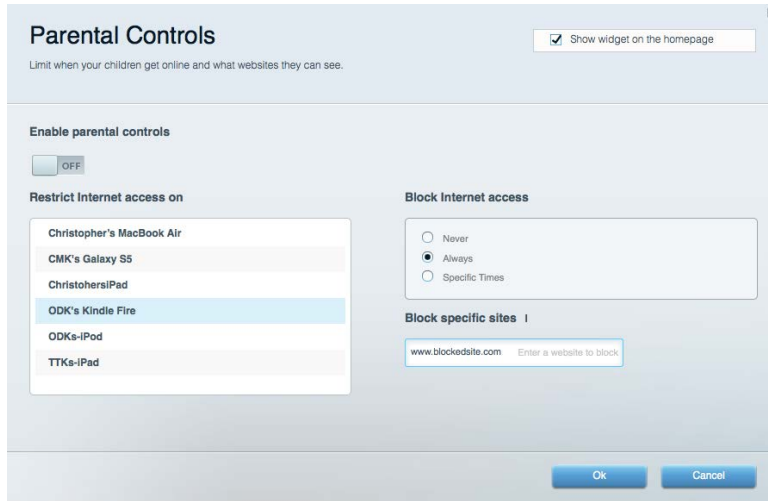 Parental Controls
Show widget on the homepage
Limit when your children get online and what websites they can see.
Enable parental controls
OFF
Restrict Internet access on
Christopher's MacBook Air
CMK's Galaxy S5
ChristohersiPad
ODK's Kindle Fire
ODKs-iPod
TTKs-iPad
Block Internet access
Never
Always
Specific Times
Block specific sites I
www.blockedsite.com Enter a website to block
Ok Cancel